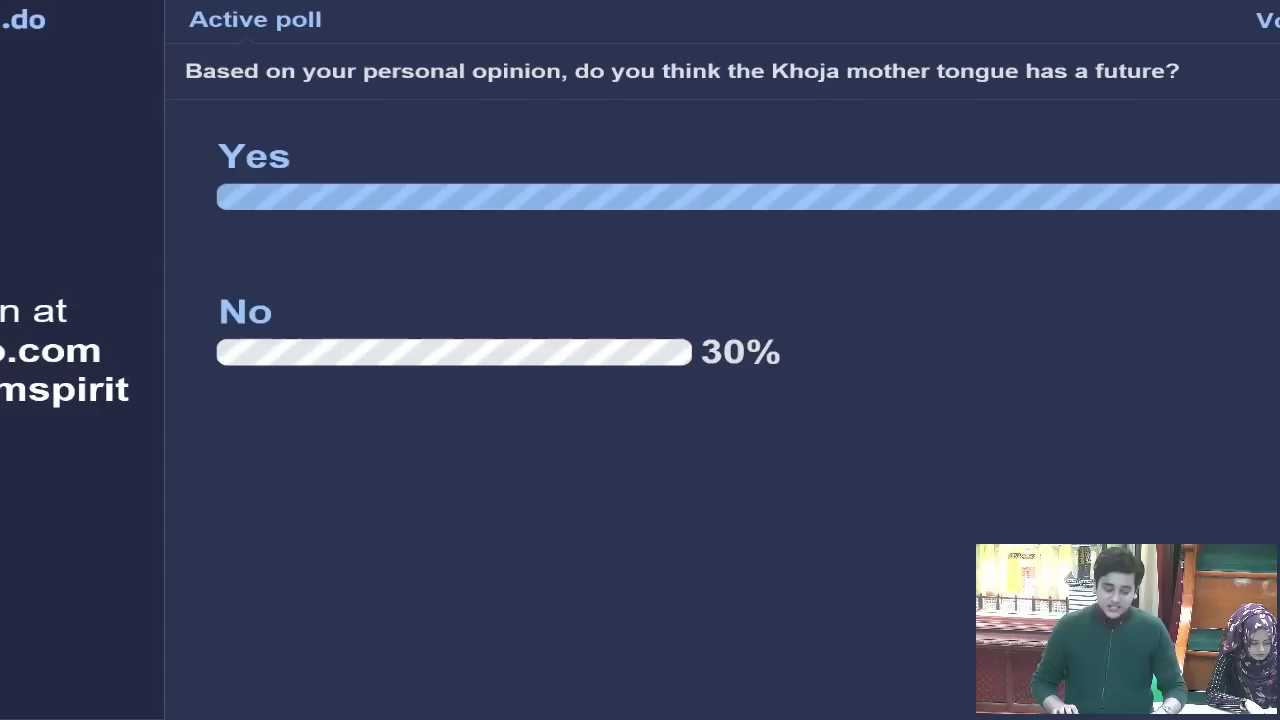 .do
Active poll
Based on your personal opinion, do you think the Khoja mother tongue has a future?
Yes
No
30%
n at
o.com
mspirit